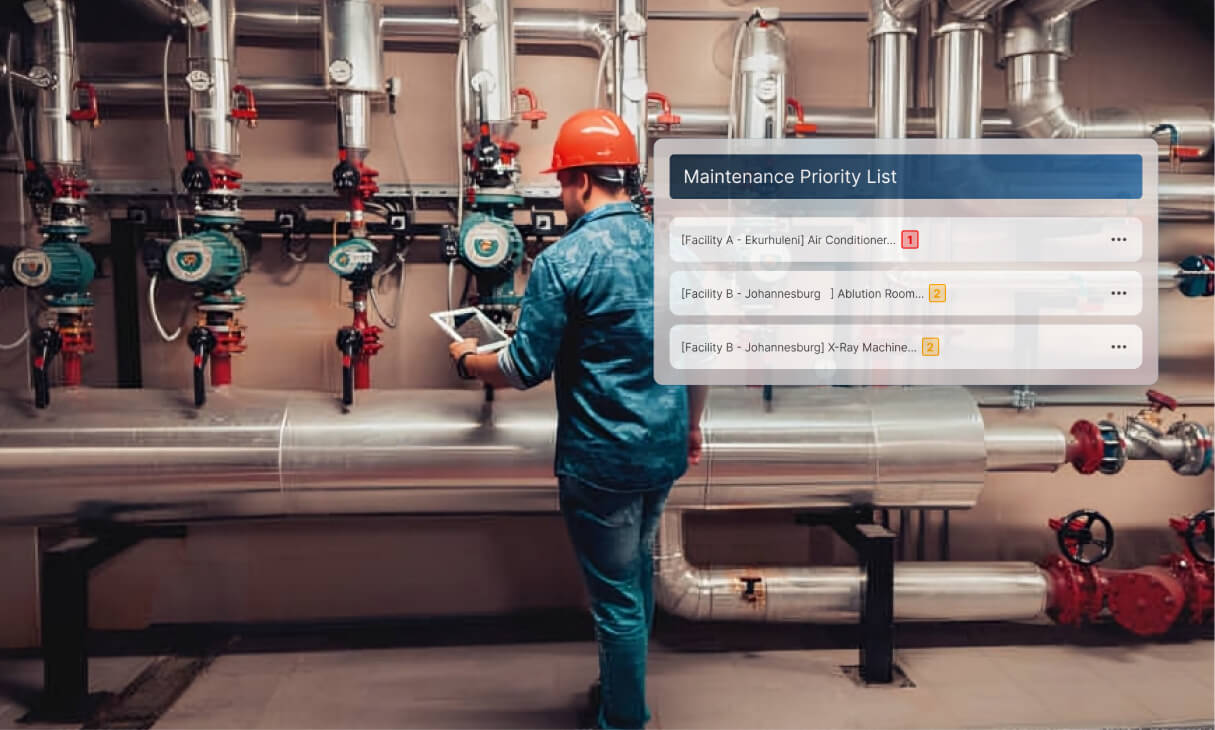 Maintenance Priority List
[Facility A - Ekurhuleni] Air Conditioner... 1
[Facility B - Johannesburg ] Ablution Room... 2
[Facility B - Johannesburg] X-Ray Machine... 2